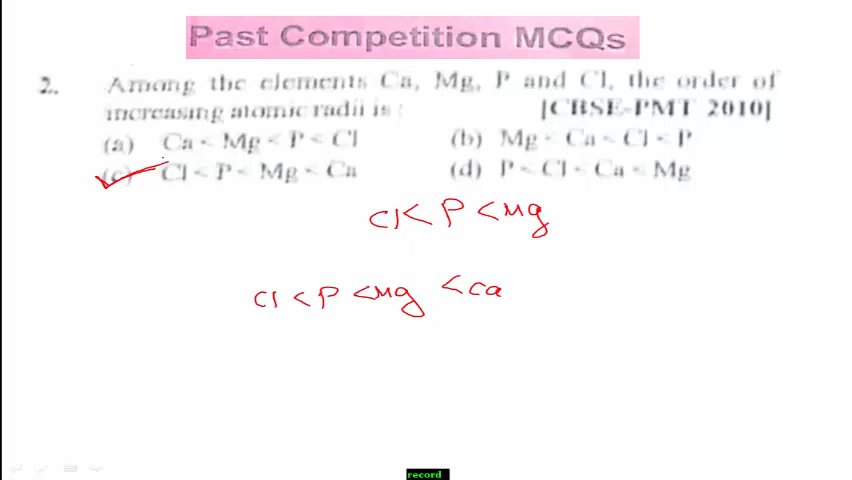 Past Competition MCQs
2. Among the elements Ca, Mg, P and Cl, the order of
increasing atomic radii is : [CBSE-PMT 2010]
(a) Ca < Mg < P < Cl (b) Mg < Ca < Cl < P
(c) Cl < P < Mg < Ca (d) P < Cl < Ca < Mg
Cl < P < Mg
Cl < P < Mg < Ca
record